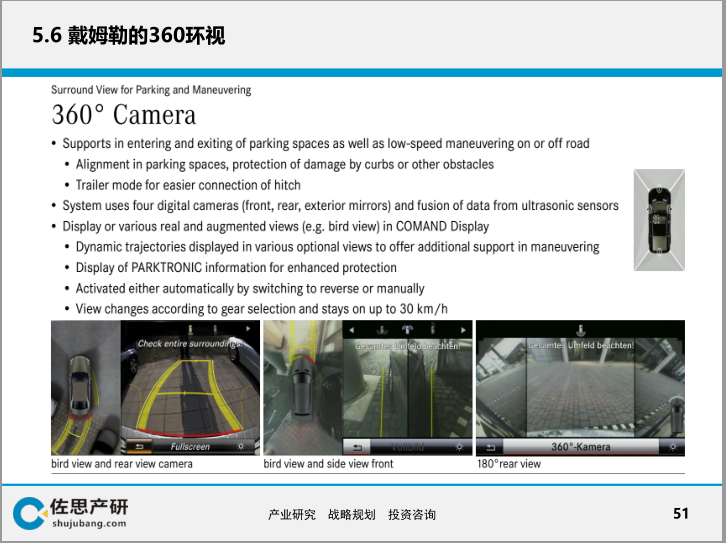 5.6 戴姆勒的360环视
Surround View for Parking and Maneuvering
360° Camera
• Supports in entering and exiting of parking spaces as well as low-speed maneuvering on or off road
• Alignment in parking spaces, protection of damage by curbs or other obstacles
• Trailer mode for easier connection of hitch
• System uses four digital cameras (front, rear, exterior mirrors) and fusion of data from ultrasonic sensors
• Display or various real and augmented views (e.g. bird view) in COMAND Display
• Dynamic trajectories displayed in various optional views to offer additional support in maneuvering
• Display of PARKTRONIC information for enhanced protection
• Activated either automatically by switching to reverse or manually
• View changes according to gear selection and stays on up to 30 km/h
Check entire surroundings!
Fullscreen
Gesamtes Umfeld beachten!
Vollbild
Gesamtes Umfeld beachten!
360°-Kamera
bird view and rear view camera
bird view and side view front
180°rear view
佐思产研
shujubang.com
产业研究 战略规划 投资咨询
51